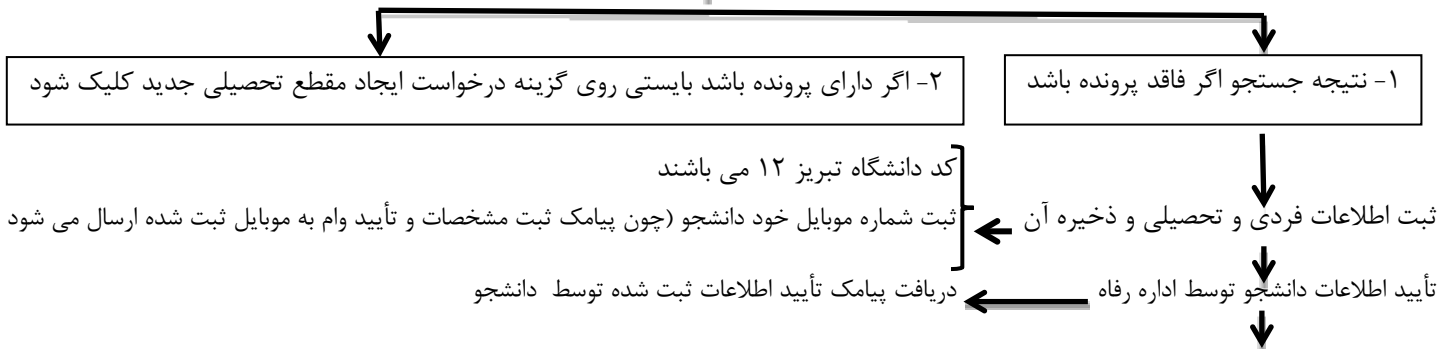 ۱- نتیجه جستجو اگر فاقد پرونده باشد
۲- اگر دارای پرونده باشد بایستی روی گزینه درخواست ایجاد مقطع تحصیلی جدید کلیک شود
کد دانشگاه تبریز ۱۲ می باشند
ثبت اطلاعات فردی و تحصیلی و ذخیره آن
ثبت شماره موبایل خود دانشجو (چون پیامک ثبت مشخصات و تأیید وام به موبایل ثبت شده ارسال می شود
تأیید اطلاعات دانشجو توسط اداره رفاه
دریافت پیامک تأیید اطلاعات ثبت شده توسط دانشجو